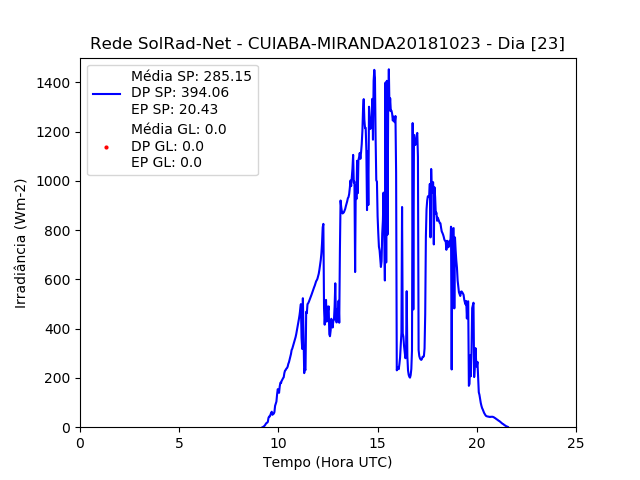 Rede SolRad-Net - CUIABA-MIRANDA20181023 - Dia [23]
Média SP: 285.15
DP SP: 394.06
EP SP: 20.43
Média GL: 0.0
DP GL: 0.0
EP GL: 0.0
Irradiância (Wm-2)
1400
1200
1000
800
600
400
200
0
0 5 10 15 20 25
Tempo (Hora UTC)